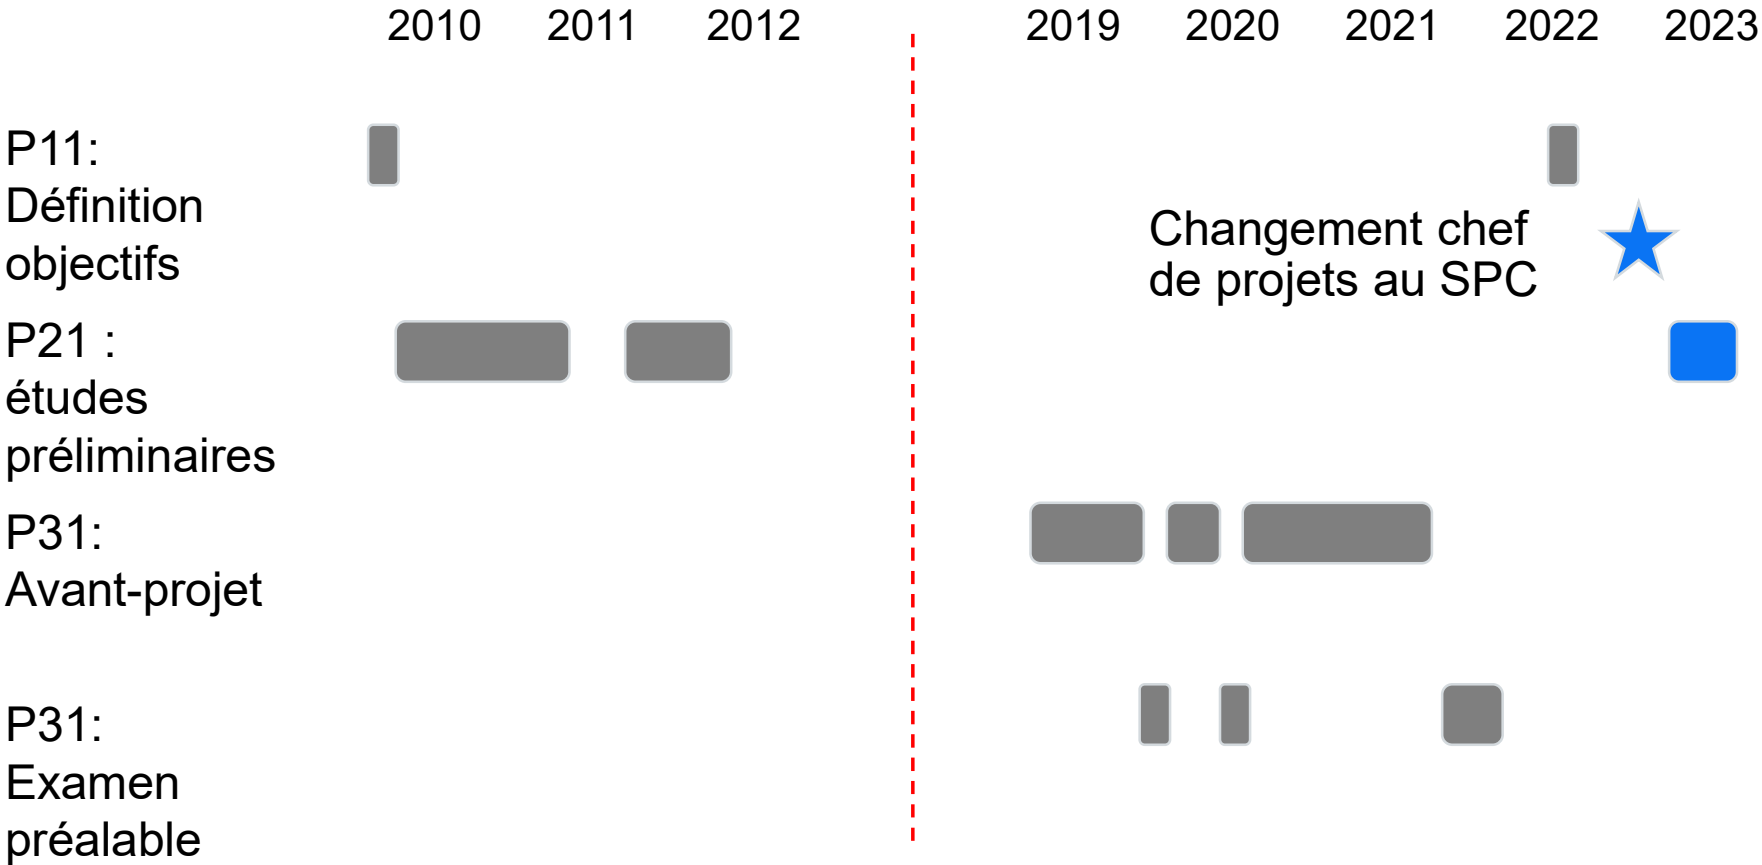 2010 2011 2012 2019 2020 2021 2022 2023
P11:
Définition
objectifs
Changement chef
de projets au SPC
P21 :
études
préliminaires
P31:
Avant-projet
P31:
Examen
préalable